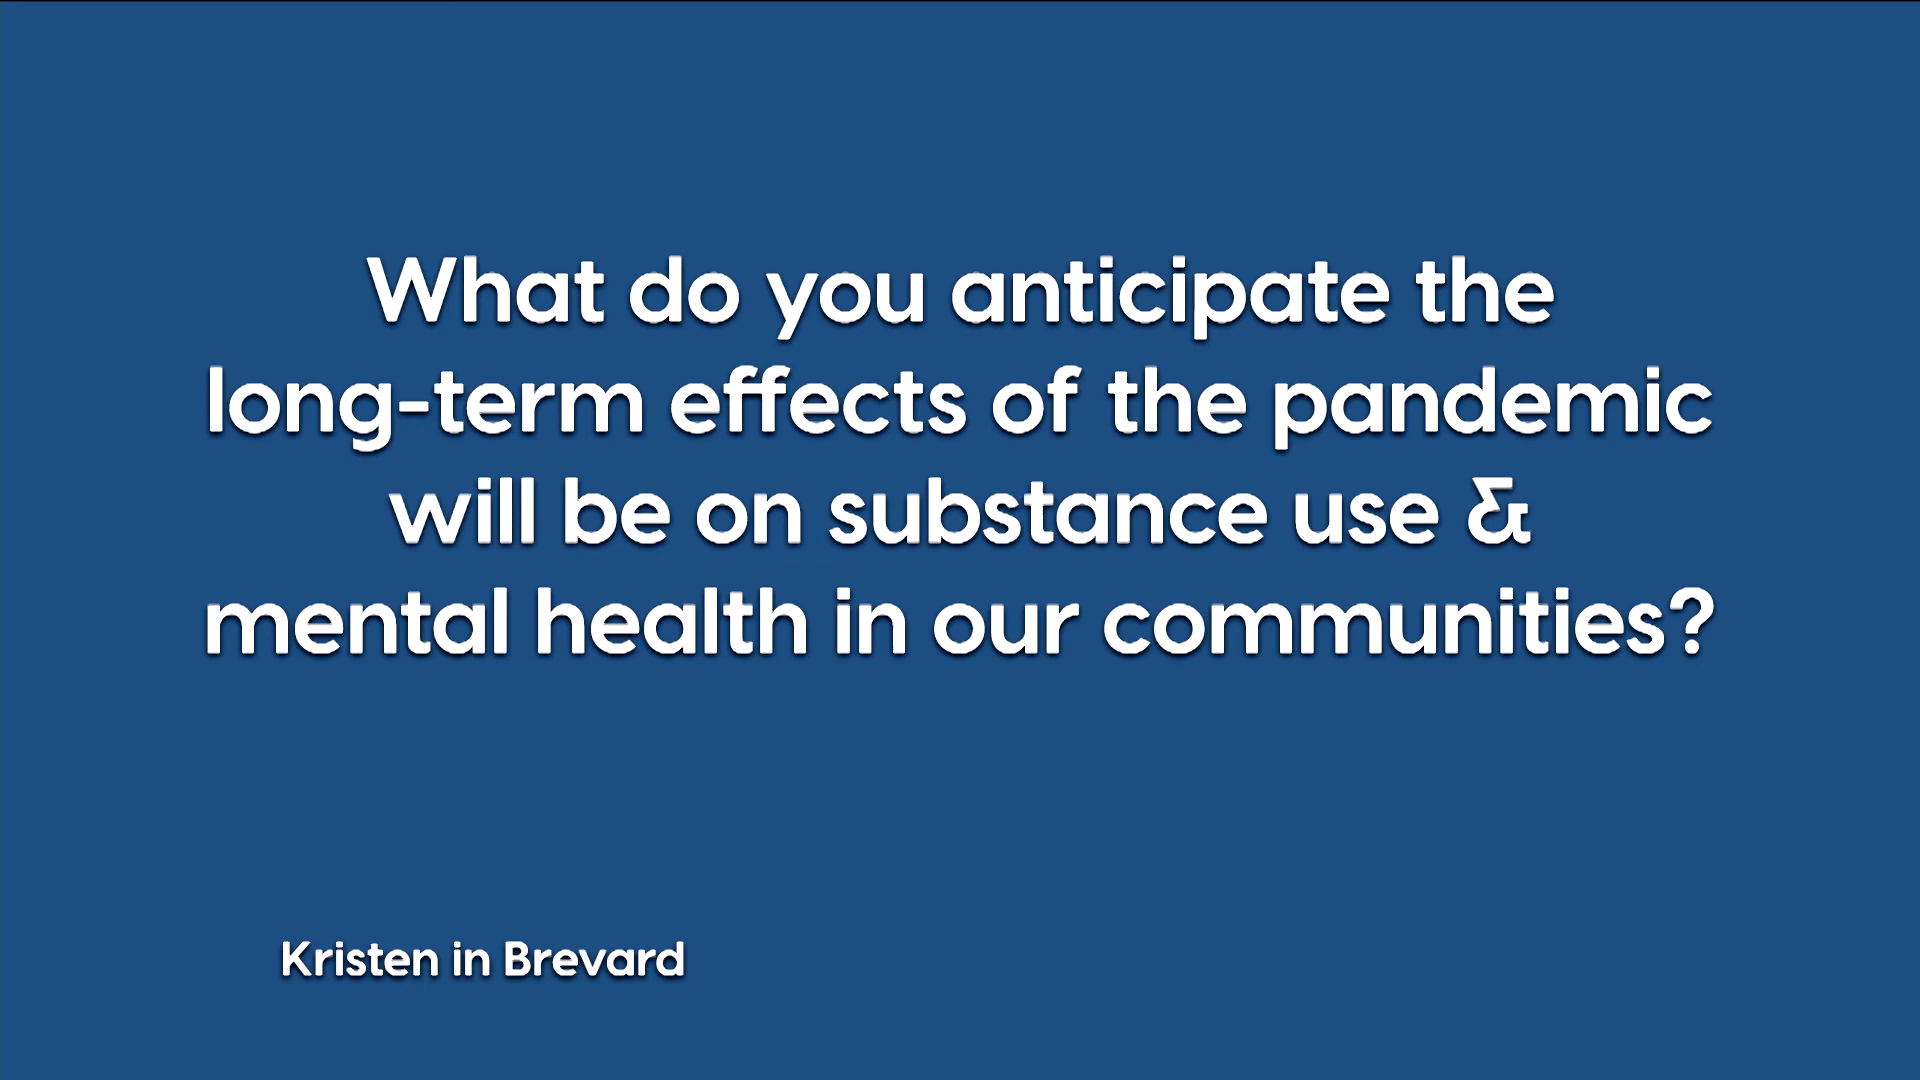 What do you anticipate the
long-term effects of the pandemic
will be on substance use &
mental health in our communities?
Kristen in Brevard